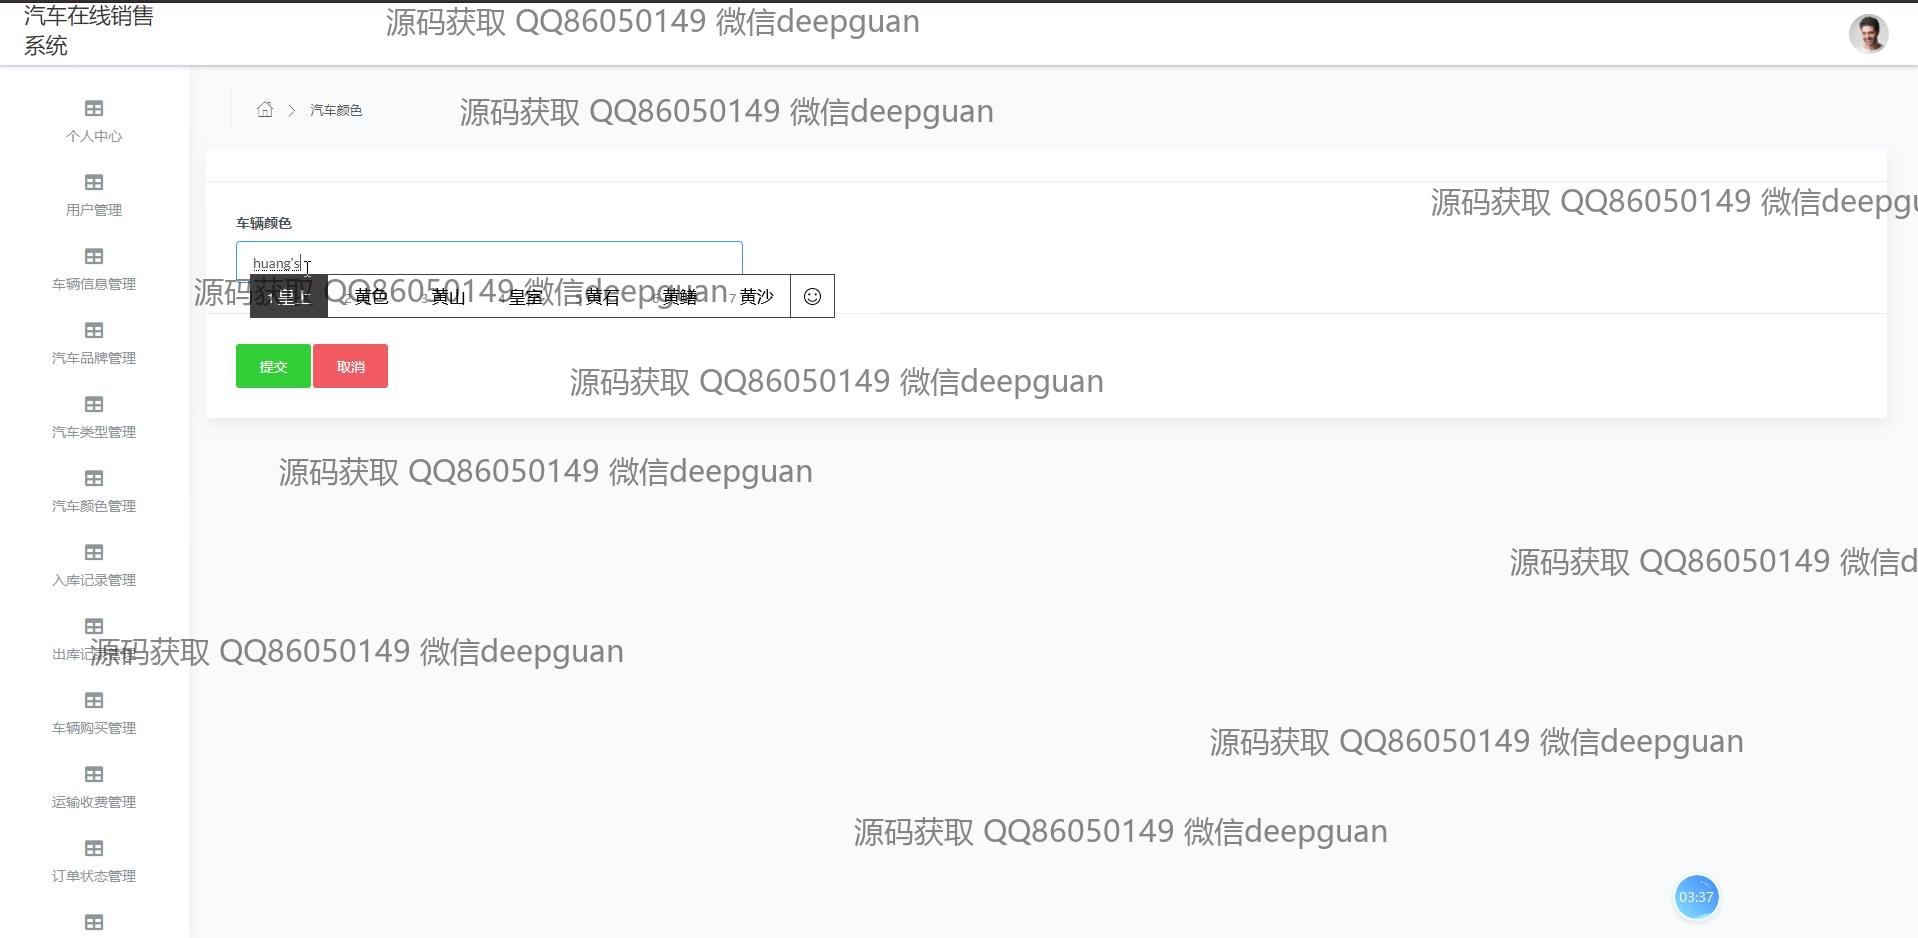 汽车在线销售
系统
源码获取 QQ86050149 微信deepguan
汽车颜色
源码获取 QQ86050149 微信deepguan
个人中心
用户管理
车辆信息管理
汽车品牌管理
汽车类型管理
汽车颜色管理
入库记录管理
出库记录管理
车辆购买管理
运输收费管理
订单状态管理
源码获取 QQ86050149 微信deepgu
车辆颜色
huang's
源码获取 QQ86050149 微信deepguan
1 皇上 2 黄色 3 黄山 4 皇室 5 黄石 6 黄鳝 7 黄沙
提交 取消
源码获取 QQ86050149 微信deepguan
源码获取 QQ86050149 微信deepguan
源码获取 QQ86050149 微信d
源码获取 QQ86050149 微信deepguan
源码获取 QQ86050149 微信deepguan
源码获取 QQ86050149 微信deepguan
03:37